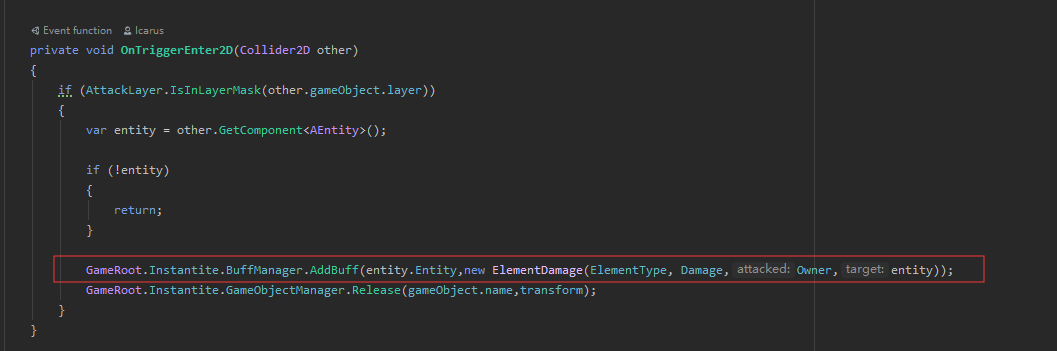 Event function Icarus
private void OnTriggerEnter2D(Collider2D other)
{
if (AttackLayer.IsInLayerMask(other.gameObject.layer))
{
var entity = other.GetComponent<AEntity>();
if (!entity)
{
return;
}
GameRoot.Instantite.BuffManager.AddBuff(entity.Entity,new ElementDamage(ElementType, Damage, attacked: Owner, target: entity));
GameRoot.Instantite.GameObjectManager.Release(gameObject.name,transform);
}
}